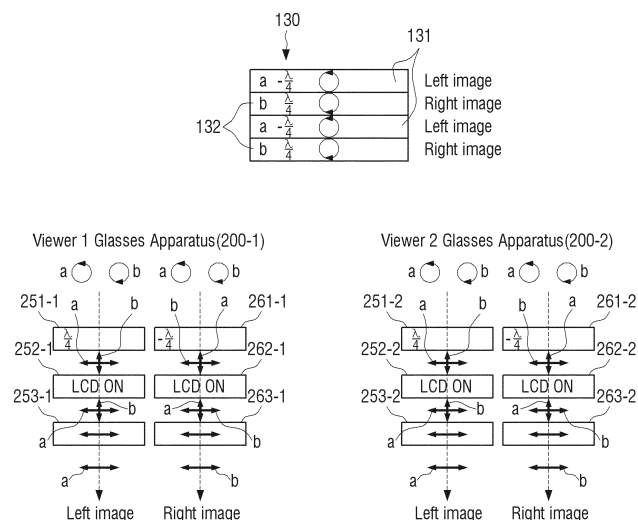 130
131
a -λ/4 Left image
b λ/4 Right image
132
a -λ/4 Left image
b λ/4 Right image
Viewer 1 Glasses Apparatus(200-1)
a b a b
251-1 a b b a 261-1
λ/4 -λ/4
252-1 262-1
LCD ON LCD ON
253-1 b a 263-1
a b
a b
Left image Right image
Viewer 2 Glasses Apparatus(200-2)
a b a b
251-2 a b b a 261-2
λ/4 -λ/4
252-2 262-2
LCD ON LCD ON
253-2 b a 263-2
a b
a b
Left image Right image